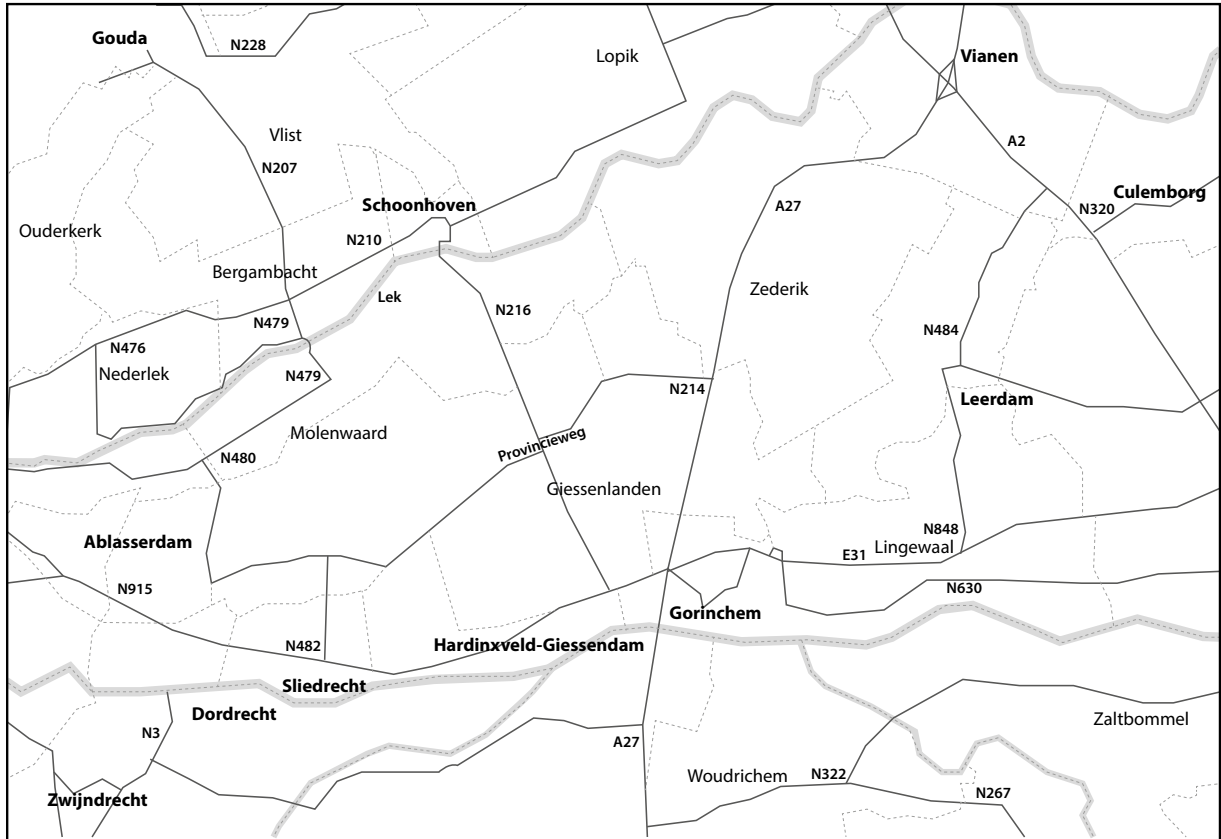 Gouda
N228
Lopik
Vianen
Vlist
A2
N207
Culemborg
Schoonhoven
A27
N320
Ouderkerk
N210
Bergambacht
Zederik
Lek
N216
N479
N484
N476
Nederlek
N479
N214
Leerdam
Molenwaard
Provincieweg
N480
Giessenlanden
N848
Ablasserdam
Lingewaal
E31
N915
N630
Gorinchem
N482
Hardinxveld-Giessendam
Sliedrecht
Dordrecht
Zaltbommel
N3
A27
Woudrichem
N322
N267
Zwijndrecht